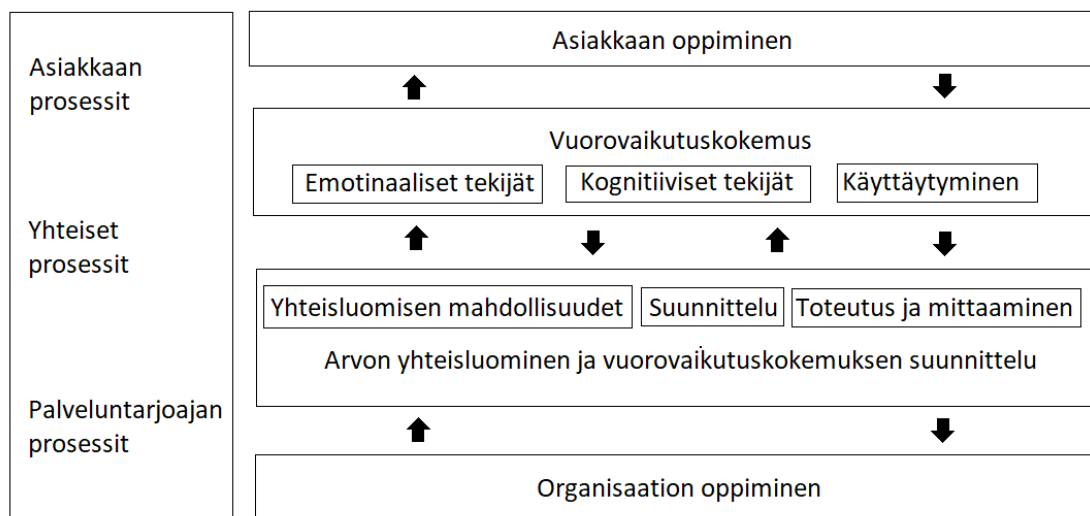 Asiakkaan
prosessit
Yhteiset
prosessit
Palveluntarjoajan
prosessit
Asiakkaan oppiminen
Vuorovaikutuskokemus
Emotinaaliset tekijät
Kognitiiviset tekijät
Käyttäytyminen
Yhteisluomisen mahdollisuudet
Suunnittelu
Toteutus ja mittaaminen
Arvon yhteisluominen ja vuorovaikutuskokemuksen suunnittelu
Organisaation oppiminen